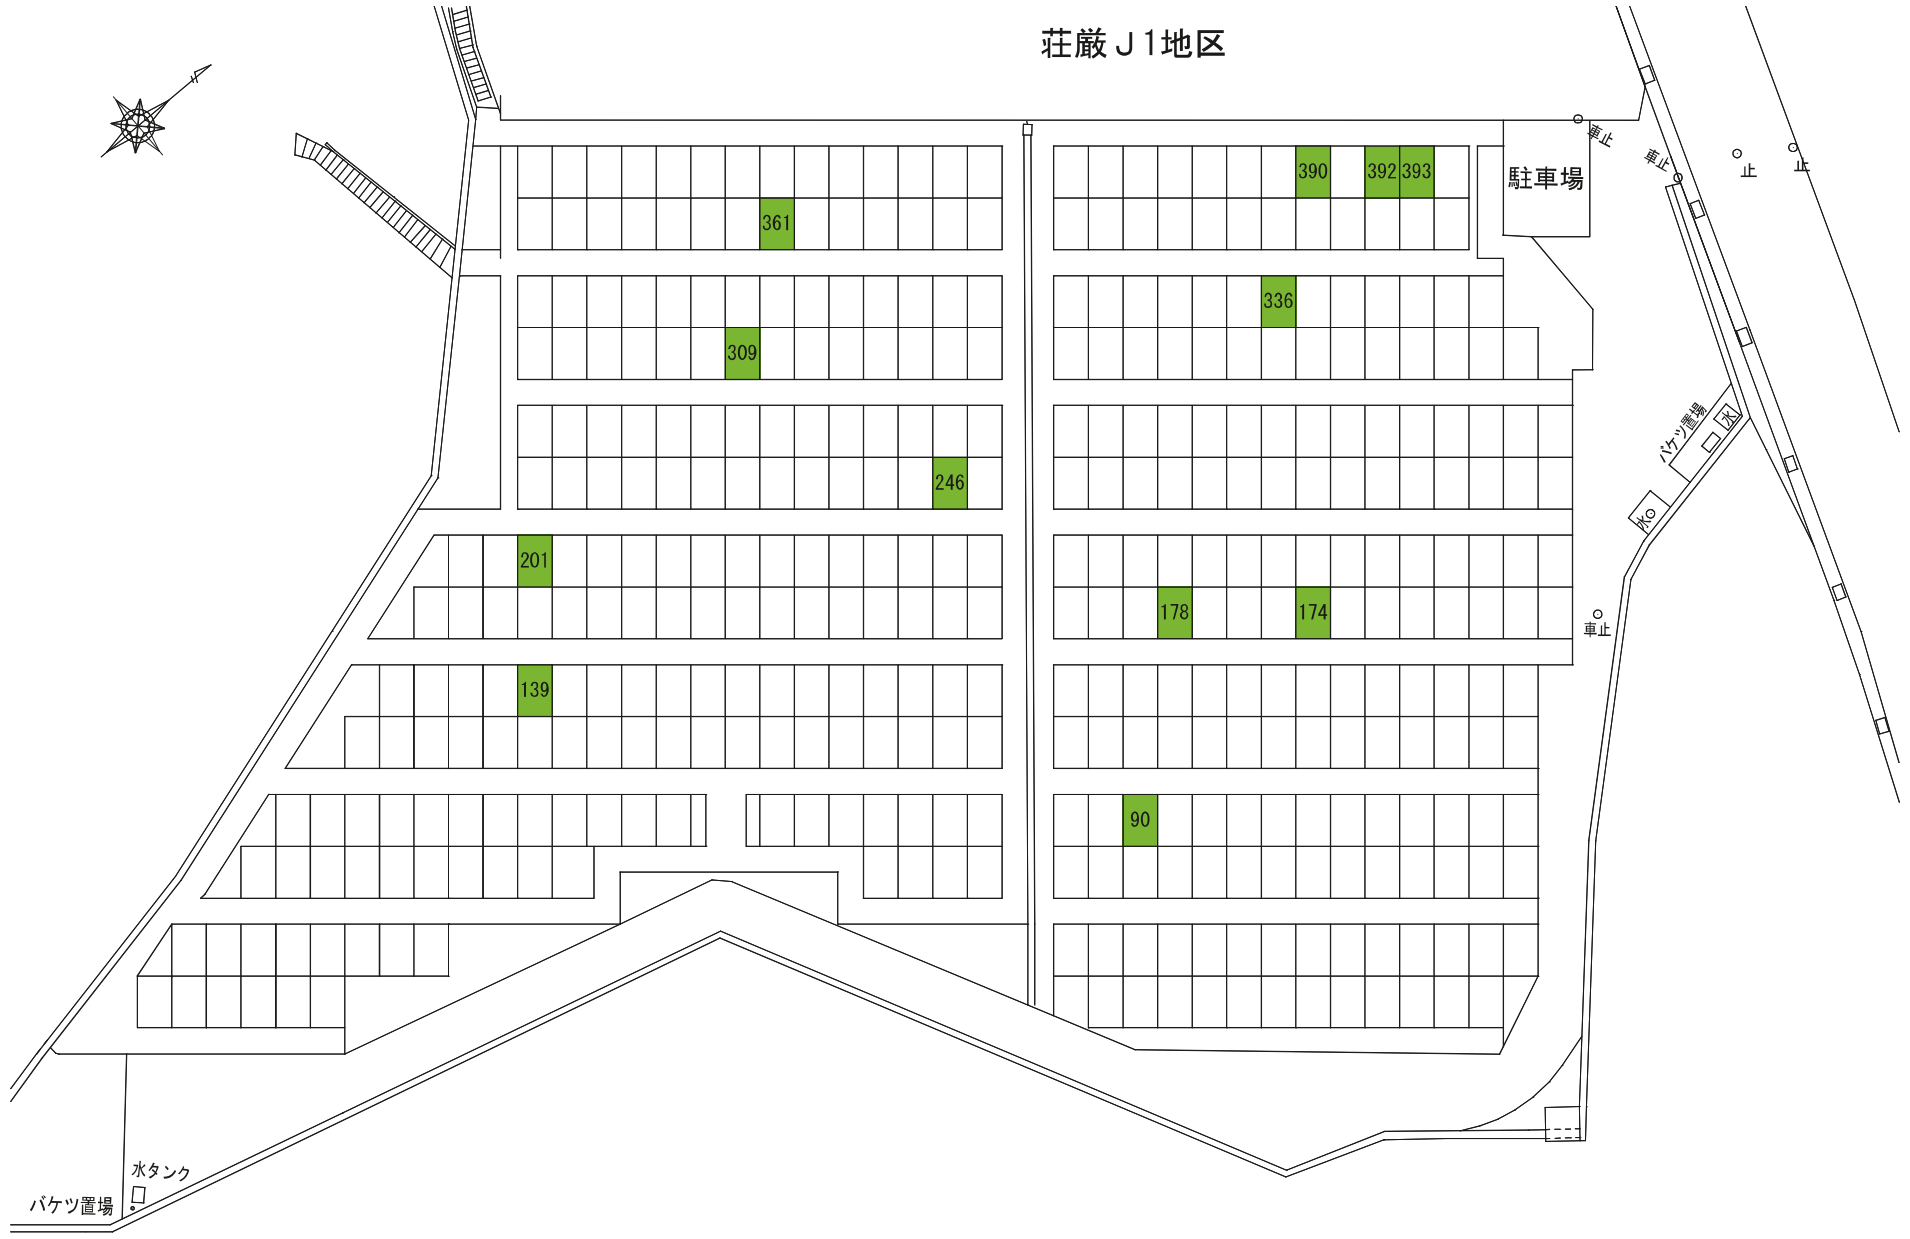 荘厳J1地区
車止
車止
止
止
駐車場
390
392
393
361
336
309
バケツ置場
水
246
水
201
178
174
車止
139
90
水タンク
バケツ置場